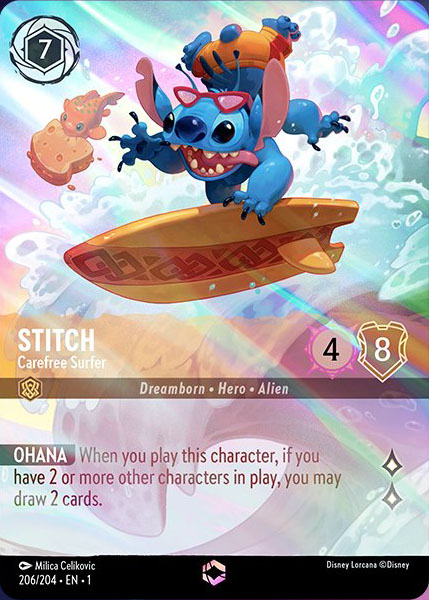 7
STITCH
Carefree Surfer
4
8
Dreamborn • Hero • Alien
OHANA When you play this character, if you
have 2 or more other characters in play, you may
draw 2 cards.
Milica Celikovic
Disney Lorcana ©Disney
206/204 • EN • 1